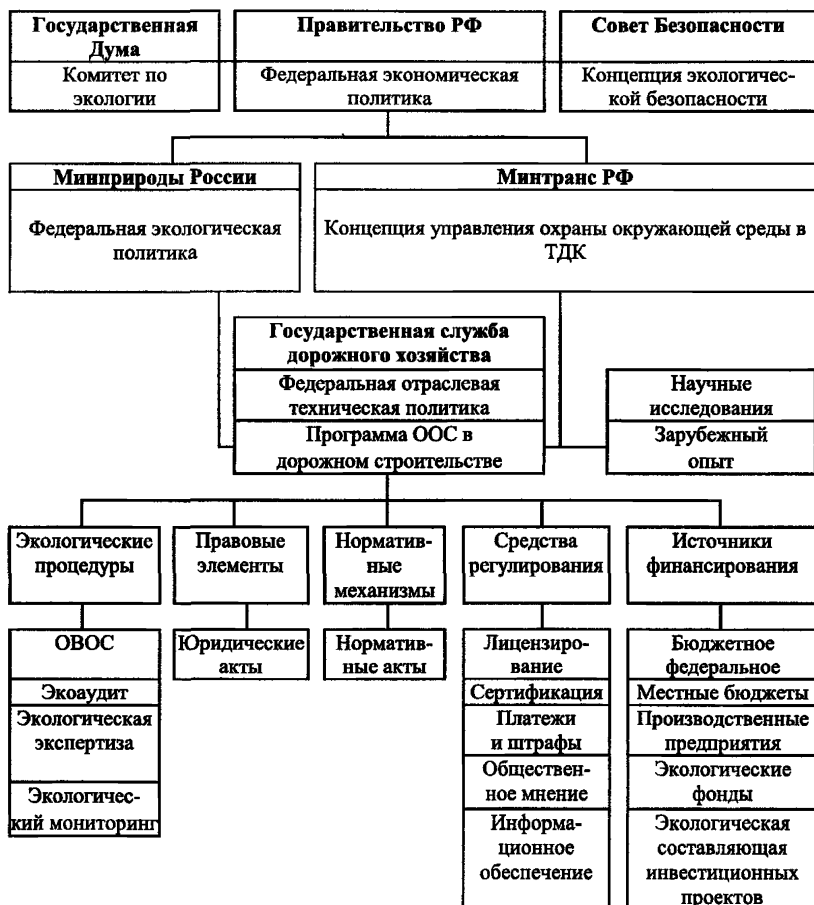 Государственная
Дума
Комитет по
экологии
Правительство РФ
Федеральная экономическая
политика
Совет Безопасности
Концепция экологичес-
кой безопасности
Минприроды России
Федеральная экологическая
политика
Минтранс РФ
Концепция управления охраны окружающей среды в
ТДК
Государственная служба
дорожного хозяйства
Федеральная отраслевая
техническая политика
Программа ООС в
дорожном строительстве
Научные
исследования
Зарубежный
опыт
Экологические
процедуры
ОВОС
Экоаудит
Экологическая
экспертиза
Экологичес-
кий мониторинг
Правовые
элементы
Юридические
акты
Норматив-
ные
механизмы
Норматив-
ные акты
Средства
регулирования
Лицензиро-
вание
Сертификация
Платежи
и штрафы
Обществен-
ное мнение
Информа-
ционное
обеспечение
Источники
финансирования
Бюджетное
федеральное
Местные бюджеты
Производственные
предприятия
Экологические
фонды
Экологическая
составляющая
инвестиционных
проектов